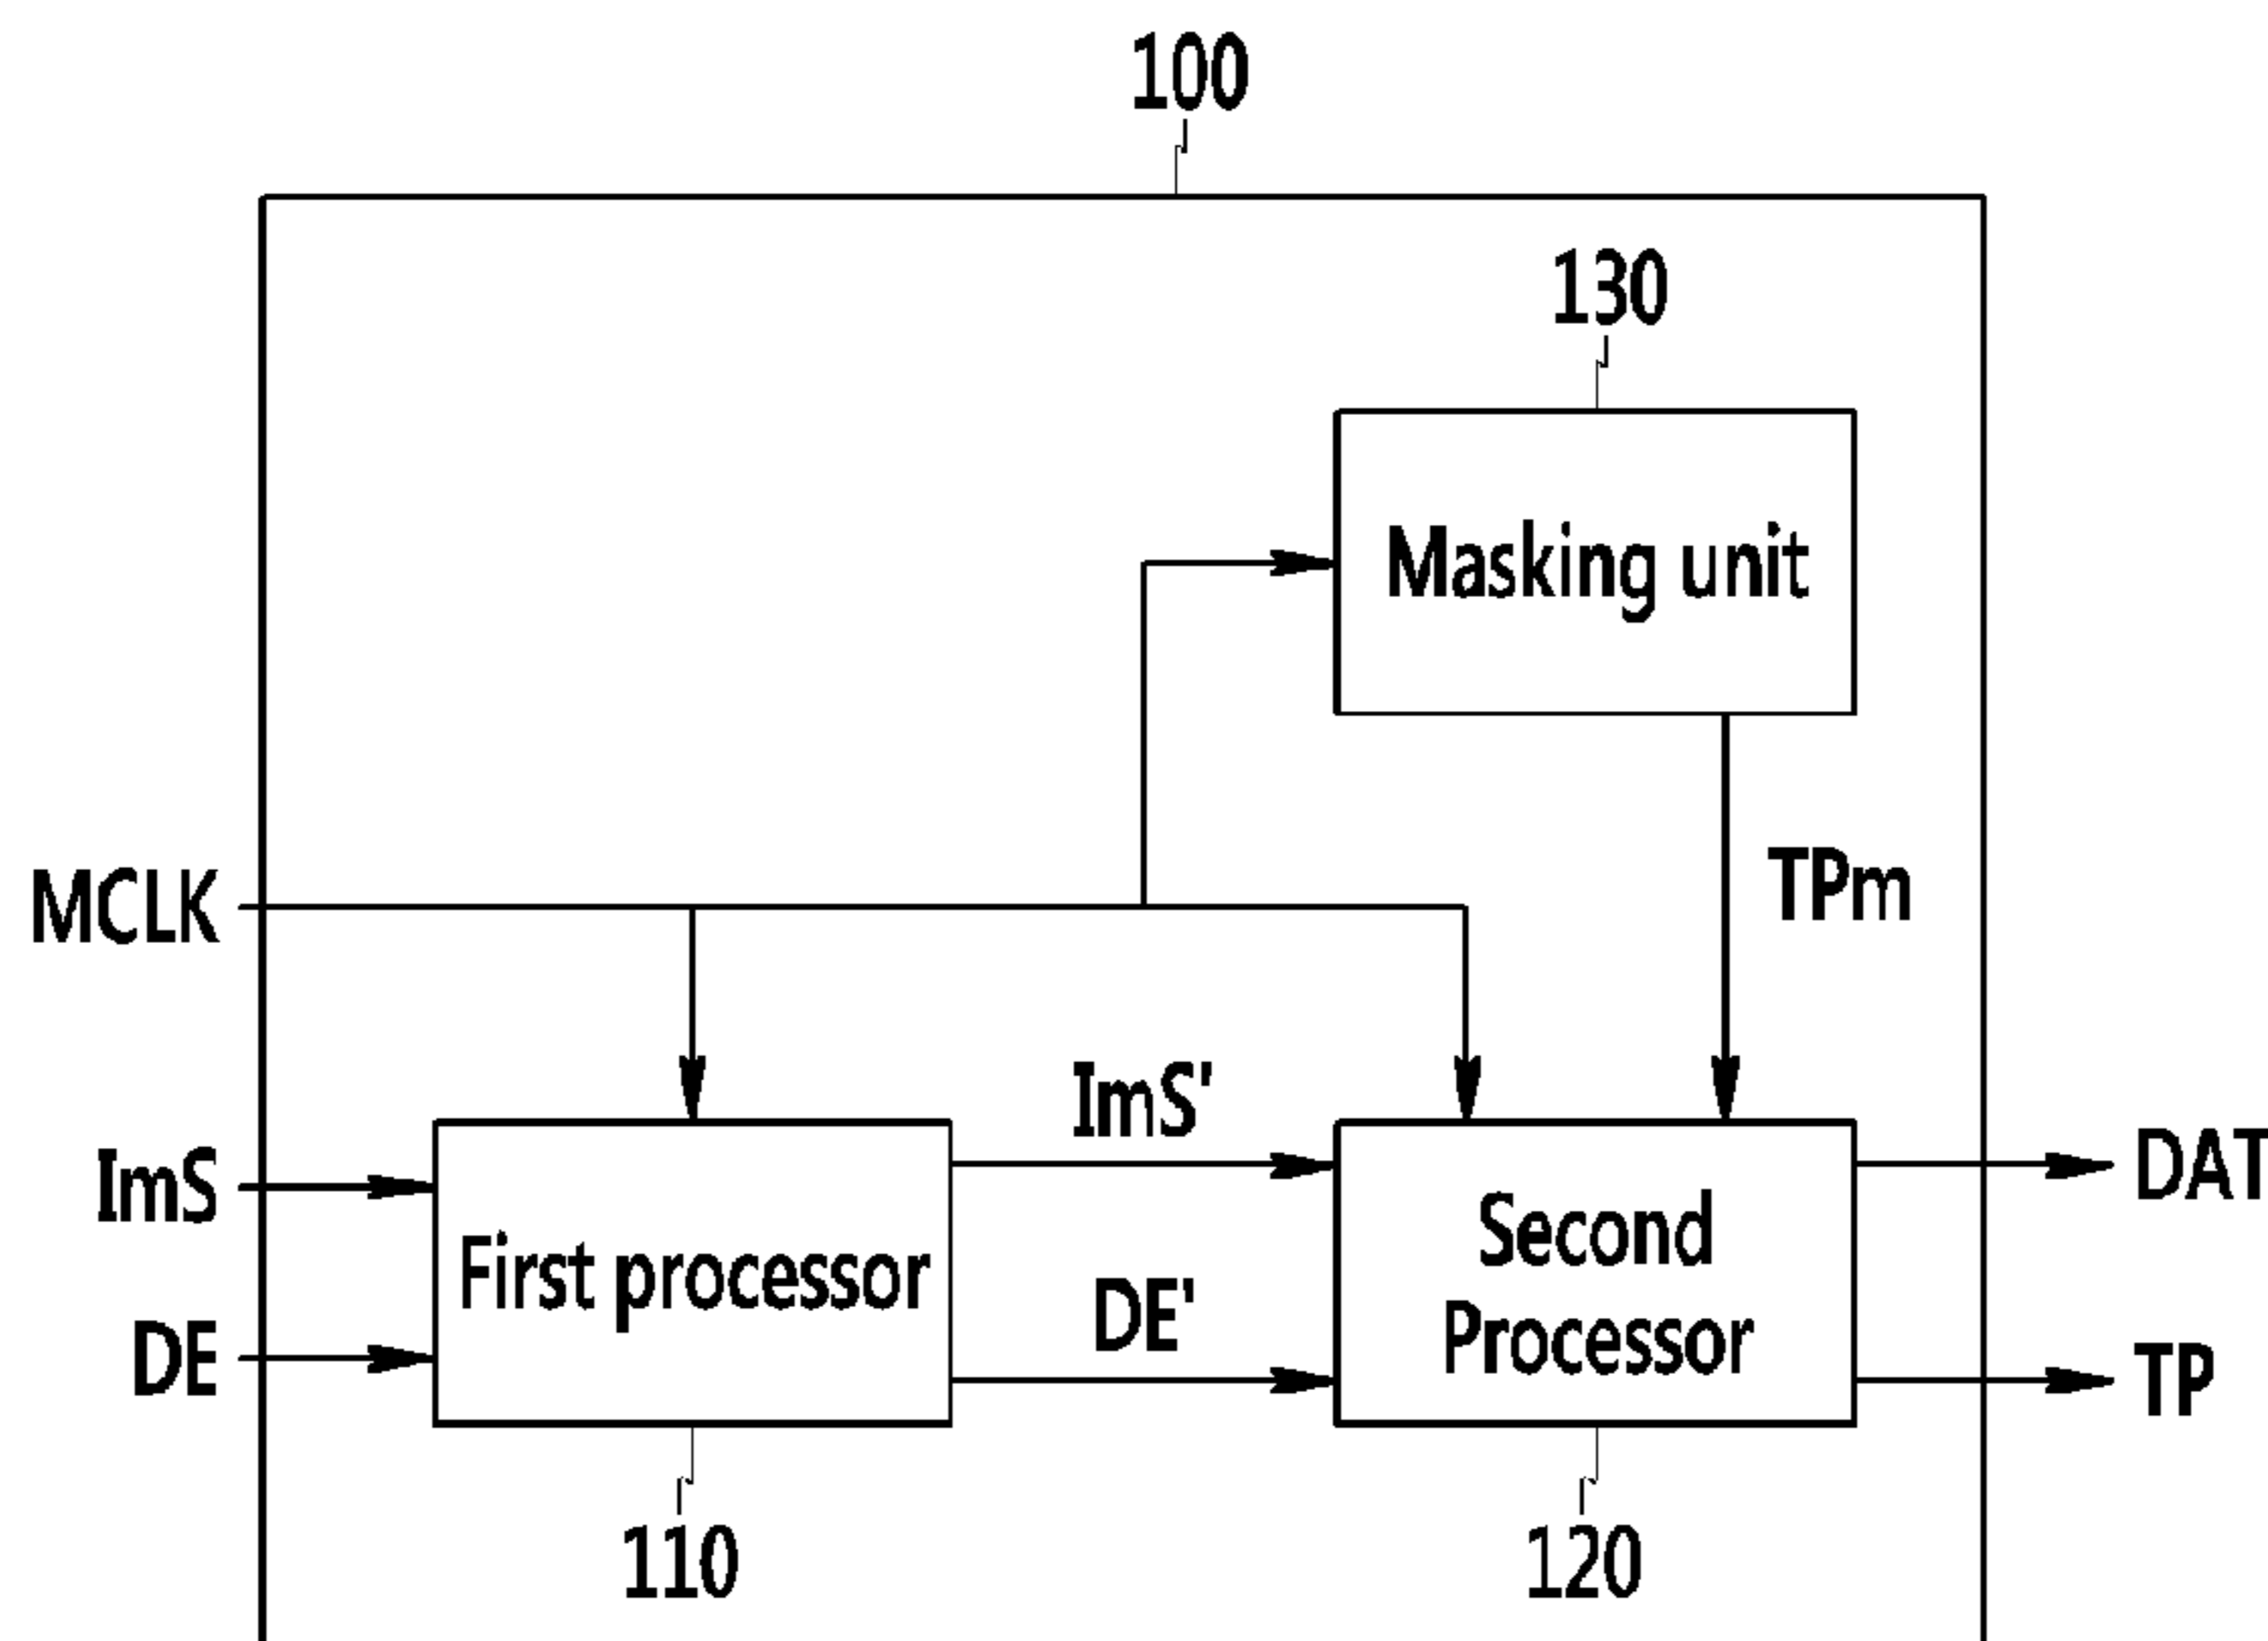 100
130
Masking unit
MCLK
TPm
ImS
ImS'
First processor
DE
DE'
Second
Processor
DAT
TP
110
120